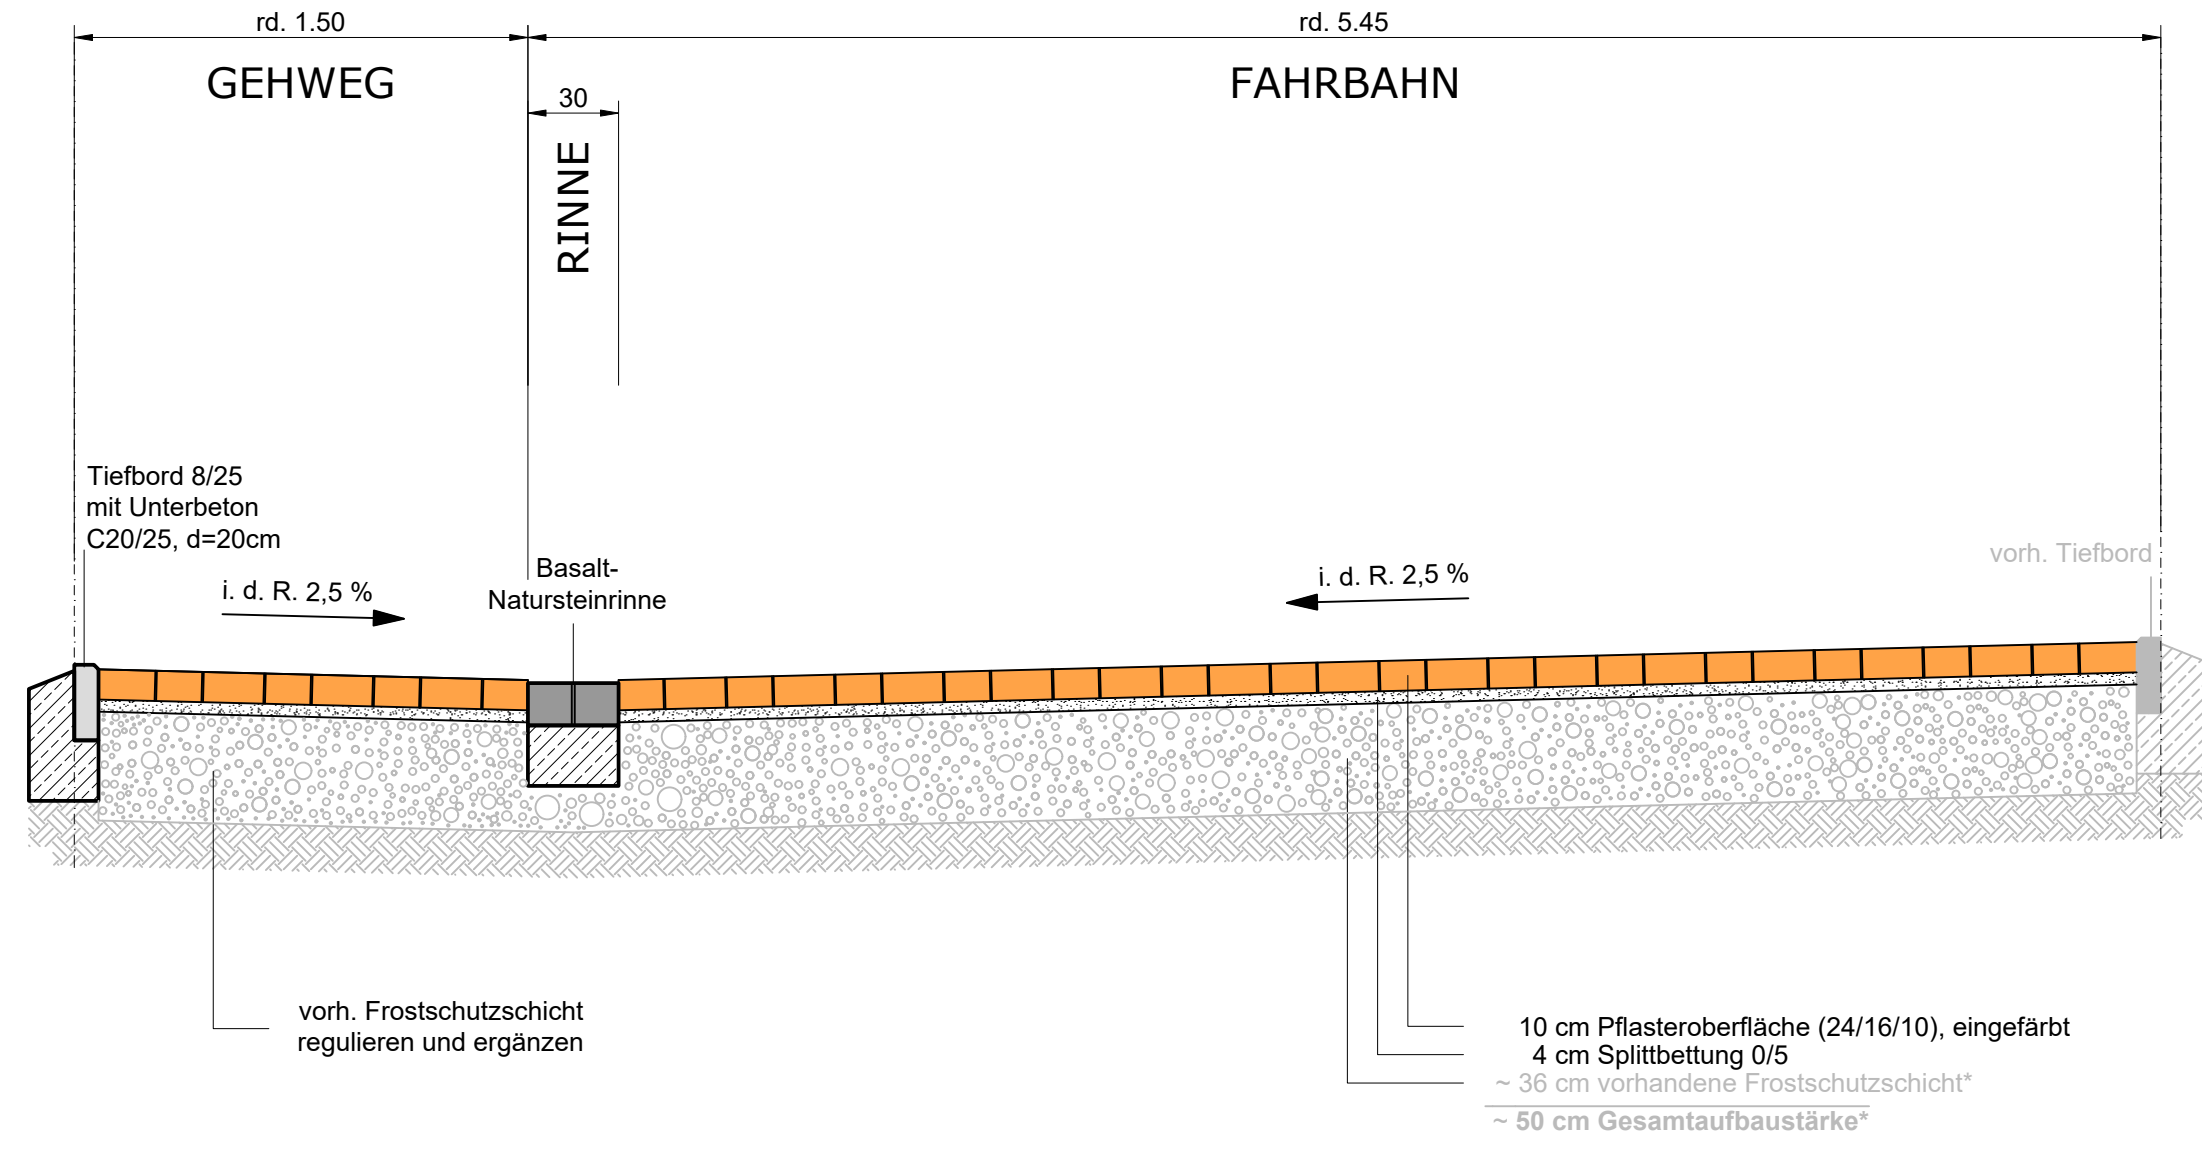 rd. 1.50
rd. 5.45
GEHWEG
FAHRBAHN
30
RINNE
Tiefbord 8/25
mit Unterbeton
C20/25, d=20cm
i. d. R. 2,5 %
Basalt-
Natursteinrinne
i. d. R. 2,5 %
vorh. Tiefbord
vorh. Frostschutzschicht
regulieren und ergänzen
10 cm Pflasteroberfläche (24/16/10), eingefärbt
4 cm Splittbettung 0/5
~ 36 cm vorhandene Frostschutzschicht*
~ 50 cm Gesamtaufbaustärke*